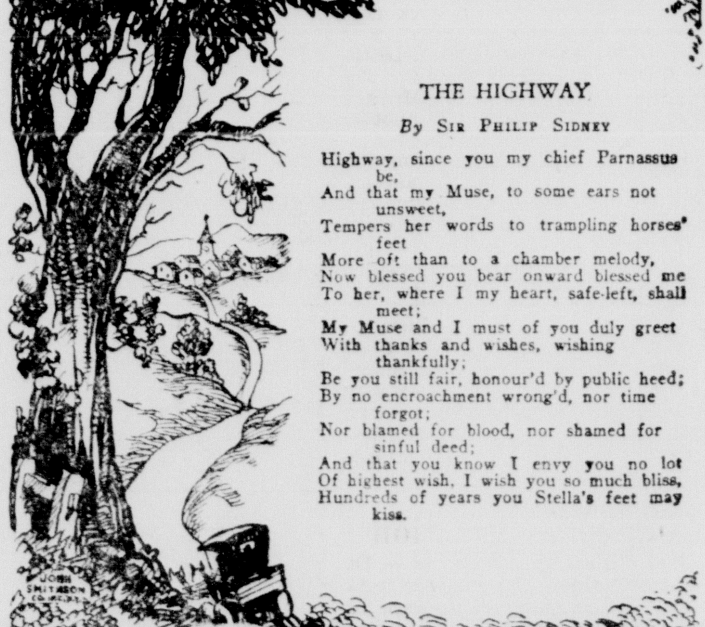 THE HIGHWAY
By SIR PHILIP SIDNEY
Highway, since you my chief Parnassus
be,
And that my Muse, to some ears not
unsweet,
Tempers her words to trampling horses'
feet
More oft than to a chamber melody,
Now blessed you bear onward blessed me
To her, where I my heart, safe-left, shall
meet;
My Muse and I must of you duly greet
With thanks and wishes, wishing
thankfully;
Be you still fair, honour'd by public heed;
By no encroachment wrong'd, nor time
forgot;
Nor blamed for blood, nor shamed for
sinful deed;
And that you know I envy you no lot
Of highest wish, I wish you so much bliss,
Hundreds of years you Stella's feet may
kiss.
JOHN
SMITHSON